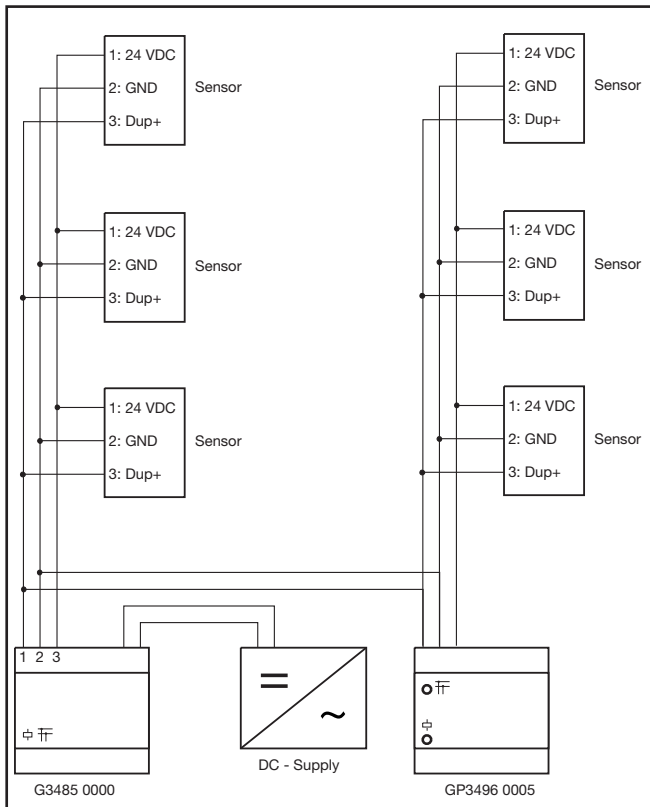 1: 24 VDC
2: GND
3: Dup+
Sensor
1: 24 VDC
2: GND
3: Dup+
Sensor
1: 24 VDC
2: GND
3: Dup+
Sensor
1: 24 VDC
2: GND
3: Dup+
Sensor
1: 24 VDC
2: GND
3: Dup+
Sensor
1: 24 VDC
2: GND
3: Dup+
Sensor
1 2 3
G3485 0000
DC - Supply
GP3496 0005